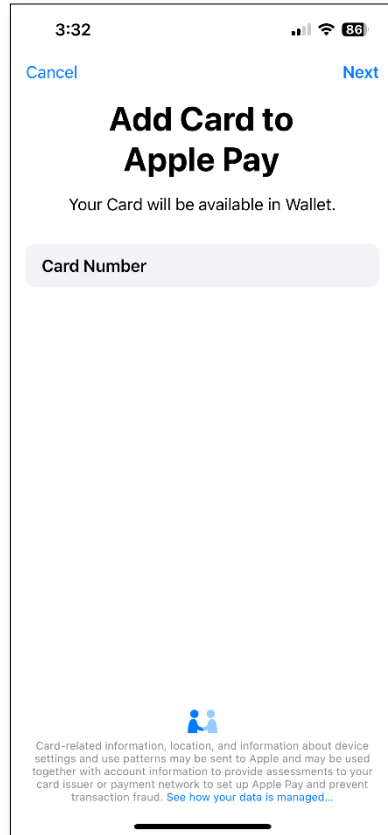 3:32 86
Cancel Next
Add Card to
Apple Pay
Your Card will be available in Wallet.
Card Number
Card-related information, location, and information about device
settings and use patterns may be sent to Apple and may be used
together with account information to provide assessments to your
card issuer or payment network to set up Apple Pay and prevent
transaction fraud. See how your data is managed...